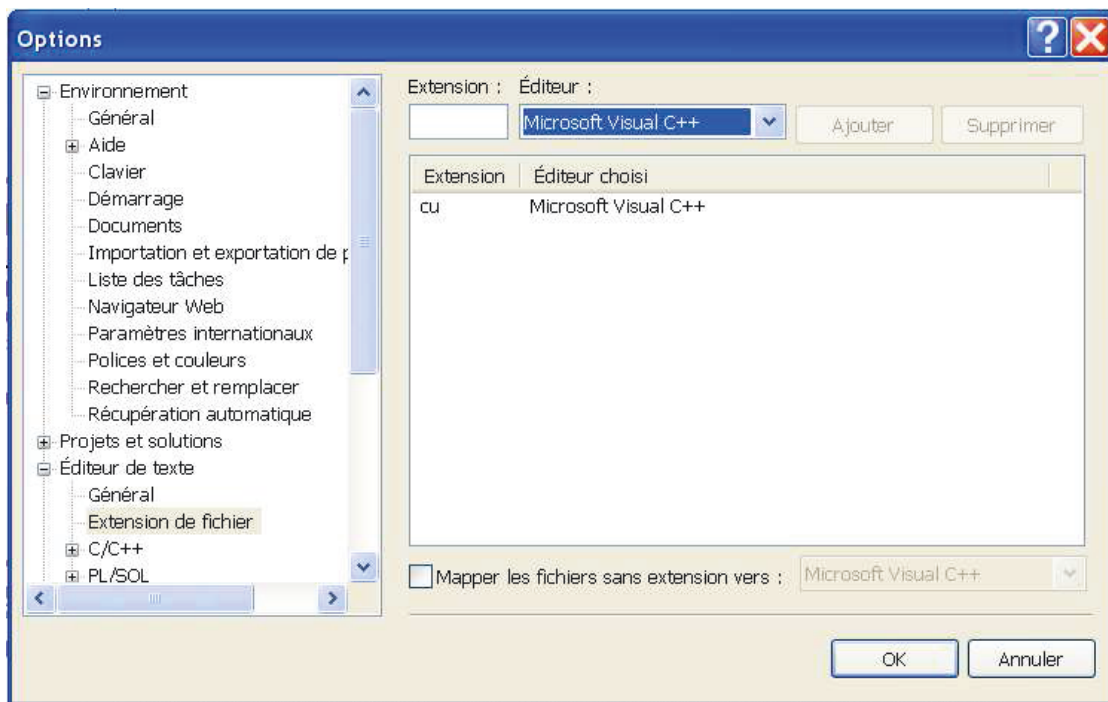 Options
Environnement
Général
Aide
Clavier
Démarrage
Documents
Importation et exportation de p
Liste des tâches
Navigateur Web
Paramètres internationaux
Polices et couleurs
Rechercher et remplacer
Récupération automatique
Projets et solutions
Éditeur de texte
Général
Extension de fichier
C/C++
PL/SQL
Extension : Éditeur :
Microsoft Visual C++ Ajouter Supprimer
Extension Éditeur choisi
cu Microsoft Visual C++
Mapper les fichiers sans extension vers : Microsoft Visual C++
OK Annuler